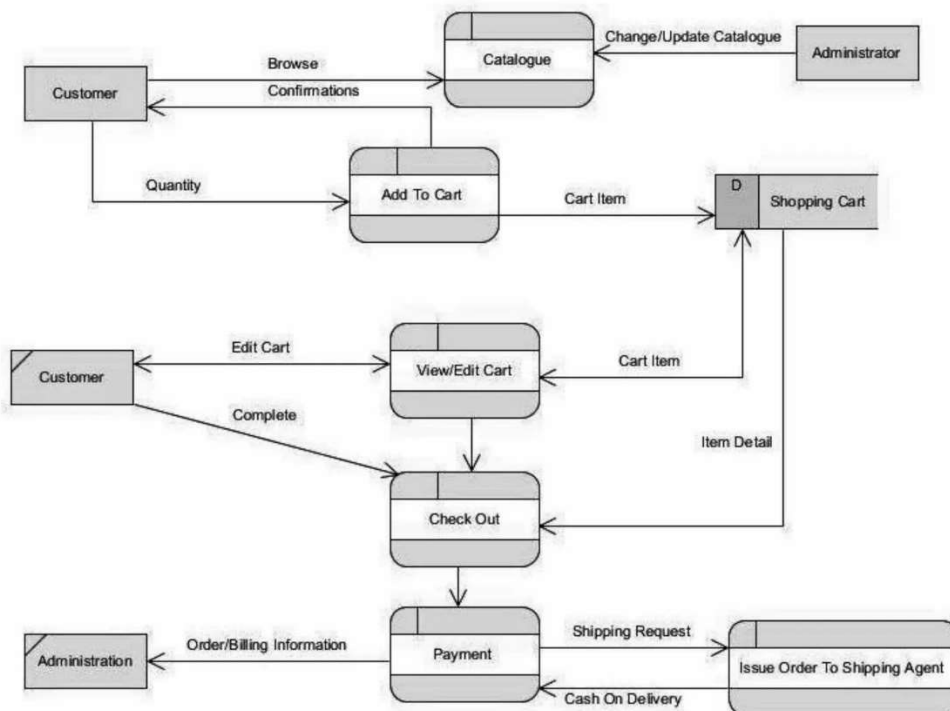 Change/Update Catalogue
Catalogue
Administrator
Browse
Customer
Confirmations
Quantity
Add To Cart
Cart Item
D
Shopping Cart
Edit Cart
Customer
View/Edit Cart
Cart Item
Complete
Item Detail
Check Out
Administration
Order/Billing Information
Payment
Shipping Request
Issue Order To Shipping Agent
Cash On Delivery